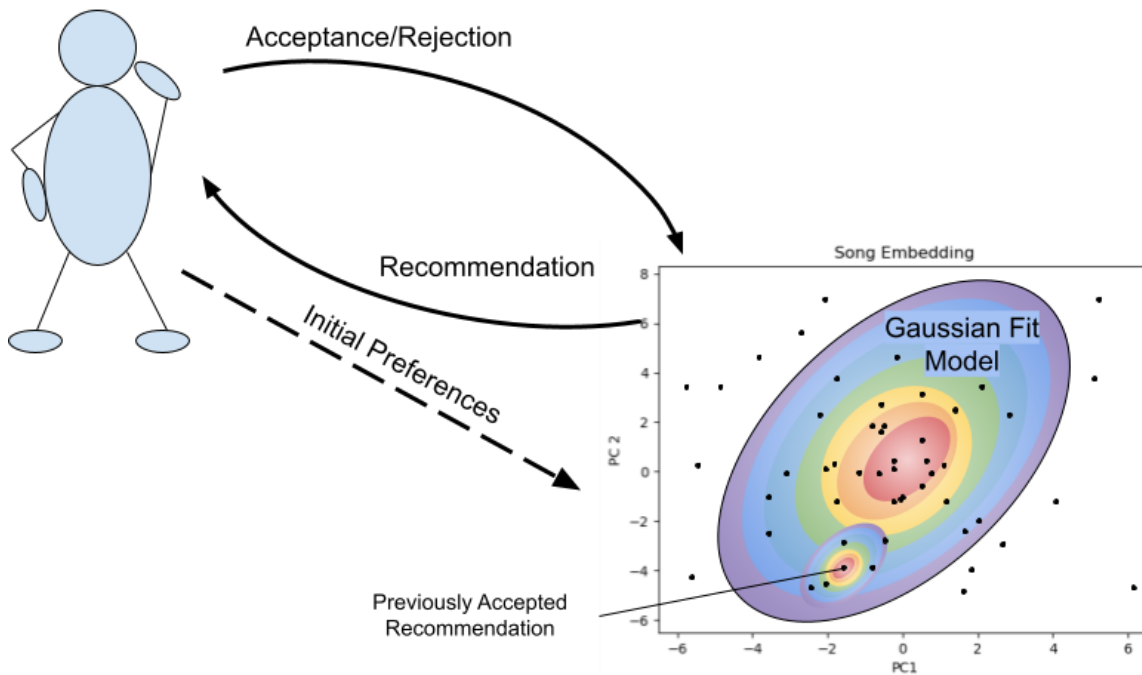 Acceptance/Rejection
Recommendation
Initial Preferences
Song Embedding
Gaussian Fit
Model
PC 2
8
6
4
2
0
−2
−4
−6
−6
−4
−2
0
2
4
6
PC1
Previously Accepted
Recommendation